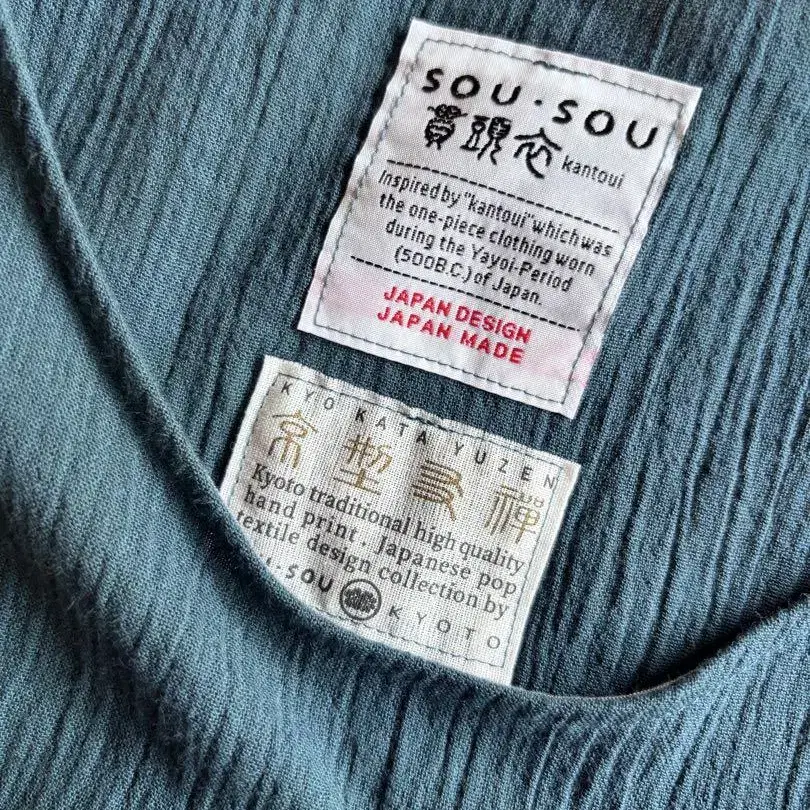 SOU・SOU
貫頭衣 kantoui
Inspired by "kantoui" which was
the one-piece clothing worn
during the Yayoi-Period
(500B.C.) of Japan.
JAPAN DESIGN
JAPAN MADE
KYO KATA YUZEN
京型友禅
Kyoto traditional high quality
hand print・Japanese pop
textile design collection by
U・SOU KYOTO